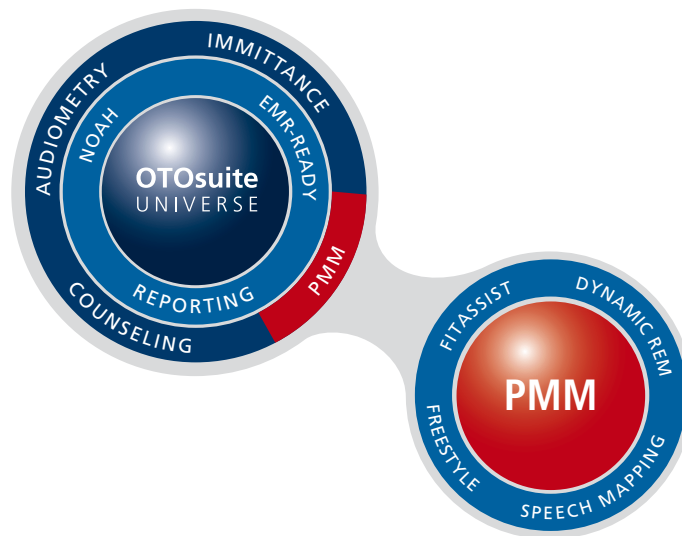 AUDIOMETRY
IMMITTANCE
NOAH
EMR-READY
OTOsuite
UNIVERSE
REPORTING
PMM
COUNSELING
FITASSIST
DYNAMIC REM
PMM
FREESTYLE
SPEECH MAPPING